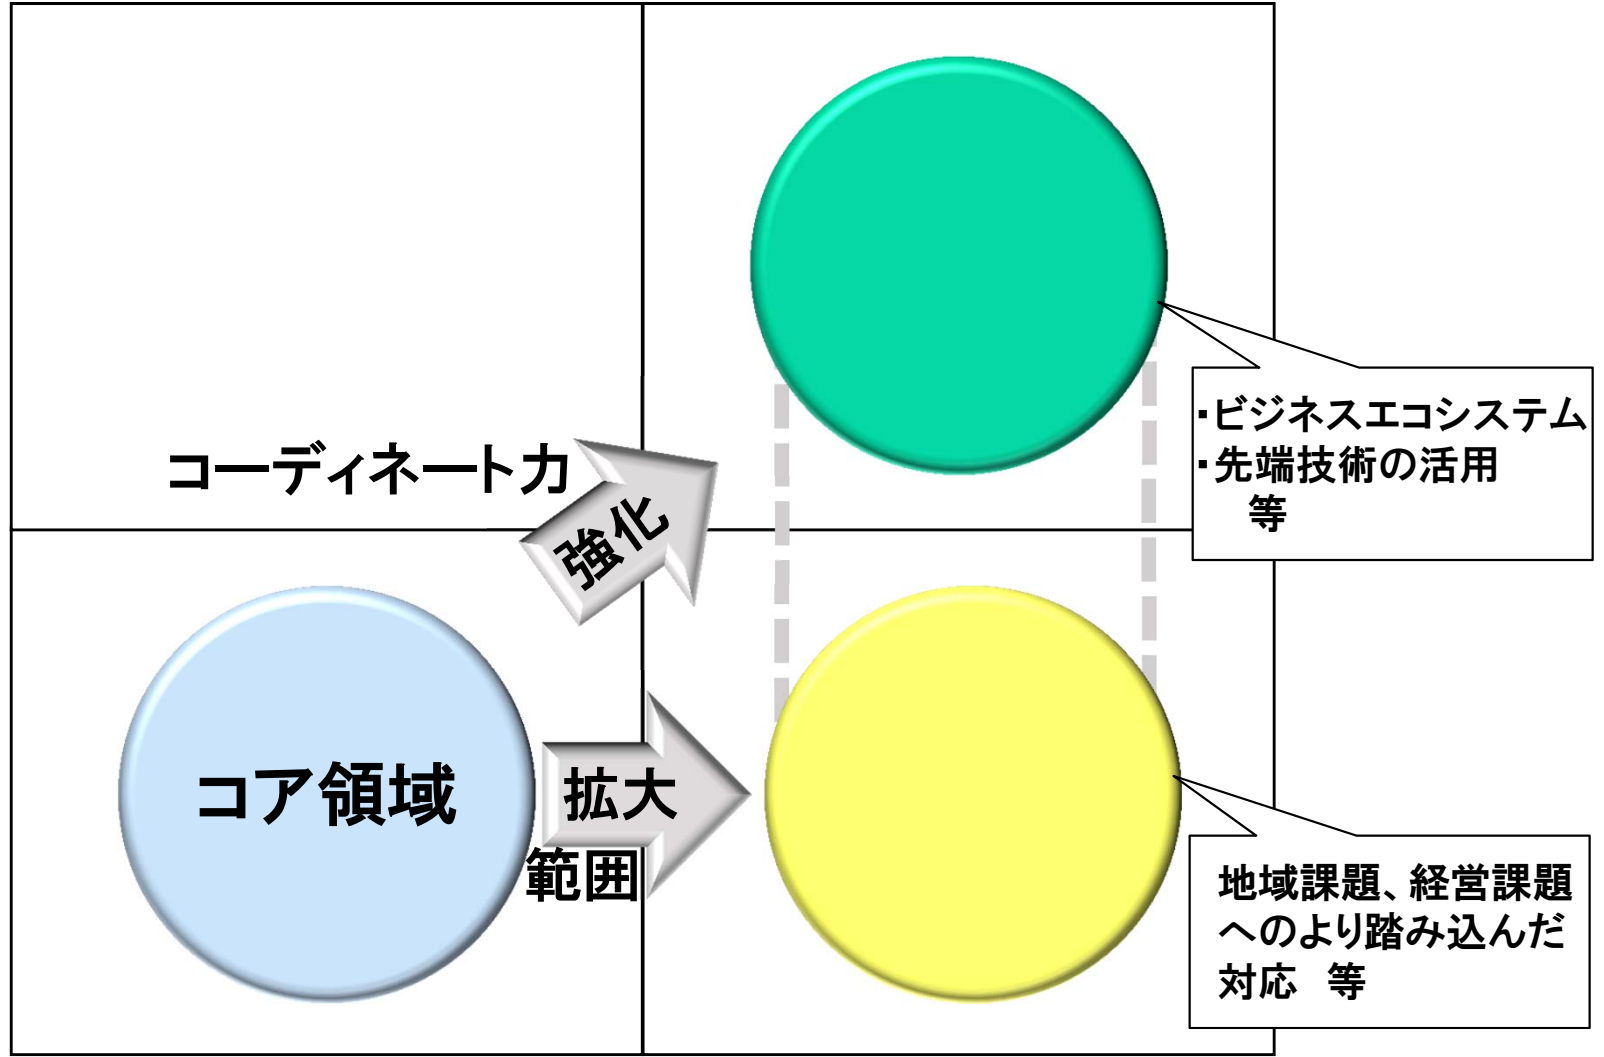 ・ビジネスエコシステム
・先端技術の活用
等
コーディネート力
強化
コア領域
拡大
範囲
地域課題、経営課題
へのより踏み込んだ
対応　等